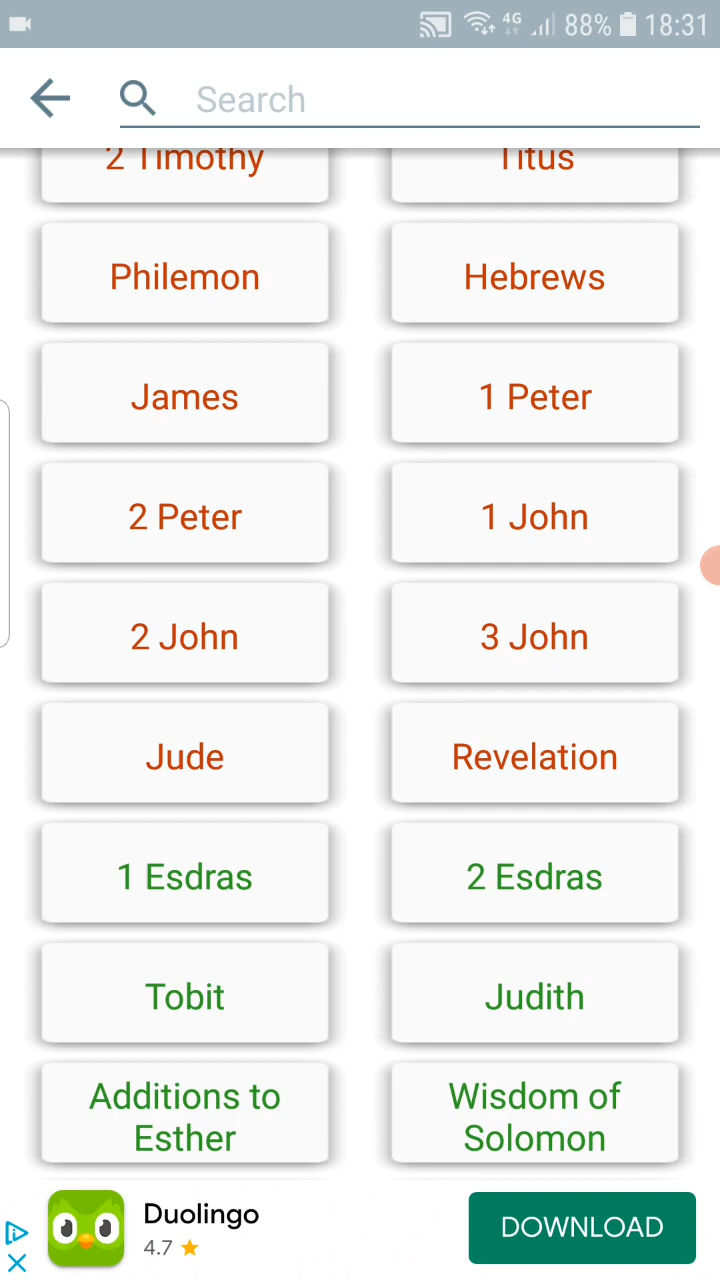 4G 88% 18:31
Search
2 Timothy Titus
Philemon Hebrews
James 1 Peter
2 Peter 1 John
2 John 3 John
Jude Revelation
1 Esdras 2 Esdras
Tobit Judith
Additions to
Esther
Wisdom of
Solomon
Duolingo
4.7
DOWNLOAD